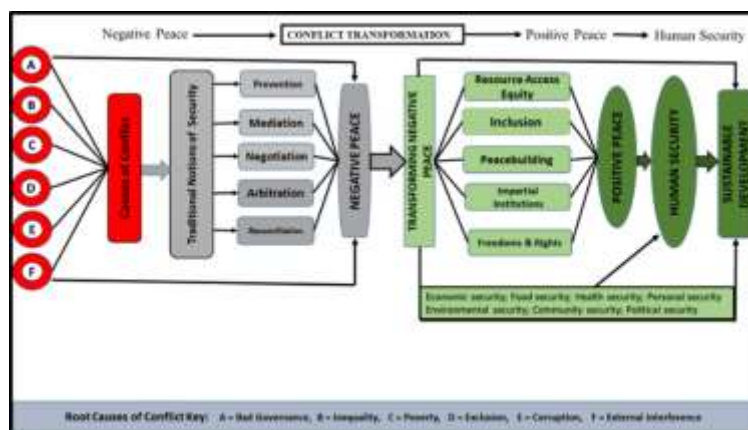 Negative Peace
CONFLICT TRANSFORMATION
Positive Peace
Human Security
A
B
C
D
E
F
Causes of Conflict
Traditional Notions of Security
Prevention
Mediation
Negotiation
Arbitration
Reconciliation
NEGATIVE PEACE
TRANSFORMING NEGATIVE
PEACE
Resource-Access
Equity
Inclusion
Peacebuilding
Impartial
Institutions
Freedoms & Rights
POSITIVE PEACE
HUMAN SECURITY
SUSTAINABLE
DEVELOPMENT
Economic security; Food security; Health security; Personal security
Environmental security; Community security; Political security
Root Causes of Conflict Key: A = Bad Governance, B = Inequality, C = Poverty, D = Exclusion, E = Corruption, F = External Interference